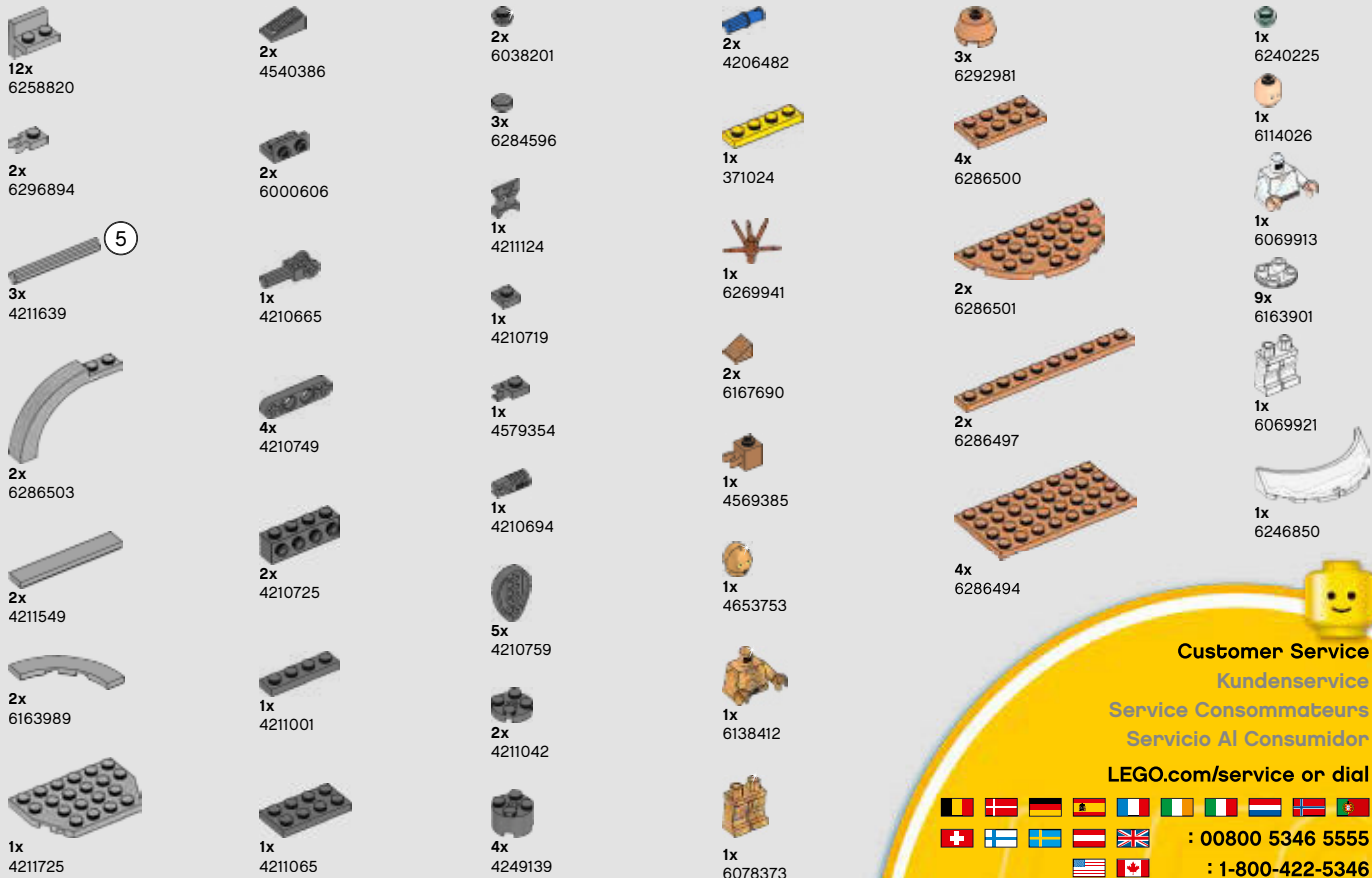 12x
6258820
2x
6296894
5
3x
4211639
2x
6286503
2x
4211549
2x
6163989
1x
4211725
2x
4540386
2x
6000606
1x
4210665
4x
4210749
2x
4210725
1x
4211001
1x
4211065
2x
6038201
3x
6284596
1x
4211124
1x
4210719
1x
4579354
1x
4210694
5x
4210759
2x
4211042
4x
4249139
2x
4206482
1x
371024
1x
6269941
2x
6167690
1x
4569385
1x
4653753
1x
6138412
1x
6078373
3x
6292981
4x
6286500
2x
6286501
2x
6286497
4x
6286494
1x
6240225
1x
6114026
1x
6069913
9x
6163901
1x
6069921
1x
6246850
Customer Service
Kundenservice
Service Consommateurs
Servicio Al Consumidor
LEGO.com/service or dial
: 00800 5346 5555
: 1-800-422-5346